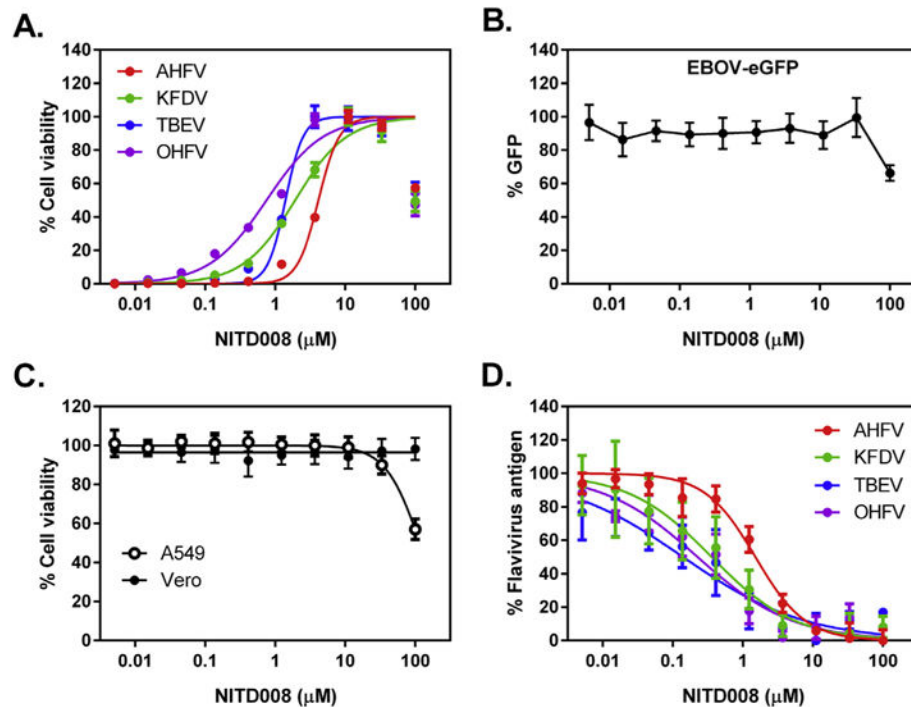 A.
% Cell viability
140
120
100
80
60
40
20
0
AHFV
KFDV
TBEV
OHFV
0.01 0.1 1 10 100
NITD008 (μM)
B.
% GFP
140
120
100
80
60
40
20
0
EBOV-eGFP
0.01 0.1 1 10 100
NITD008 (μM)
C.
% Cell viability
120
100
80
60
40
20
0
A549
Vero
0.01 0.1 1 10 100
NITD008 (μM)
D.
% Flavivirus antigen
140
120
100
80
60
40
20
0
AHFV
KFDV
TBEV
OHFV
0.01 0.1 1 10 100
NITD008 (μM)